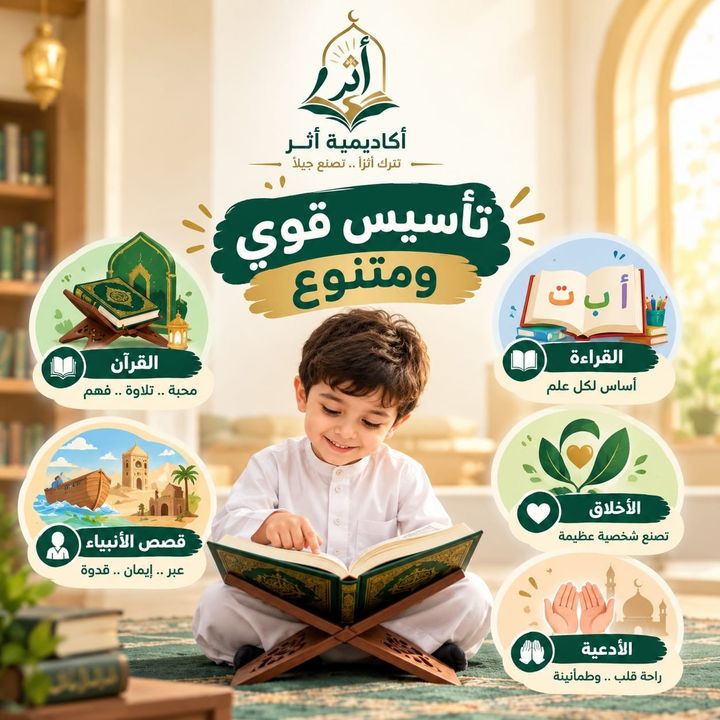 أثر
أكاديمية أثـر
تترك أثرًا .. تصنع جيلاً
تأسيس قوي
ومتنوع
القرآن
محبة .. تلاوة .. فهم
أ ب ت
القراءة
أساس لكل علم
قصص الأنبياء
عبر .. إيمان .. قدوة
الأخلاق
تصنع شخصية عظيمة
الأدعية
راحة قلب .. وطمأنينة